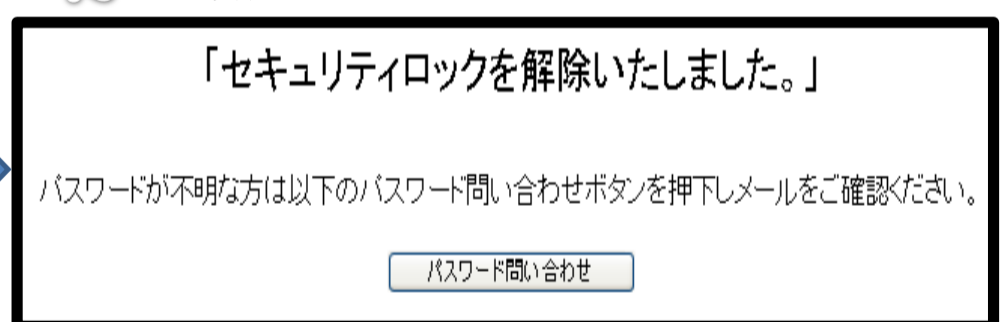 「セキュリティロックを解除いたしました。」
パスワードが不明な方は以下のパスワード問い合わせボタンを押下しメールをご確認ください。
パスワード問い合わせ